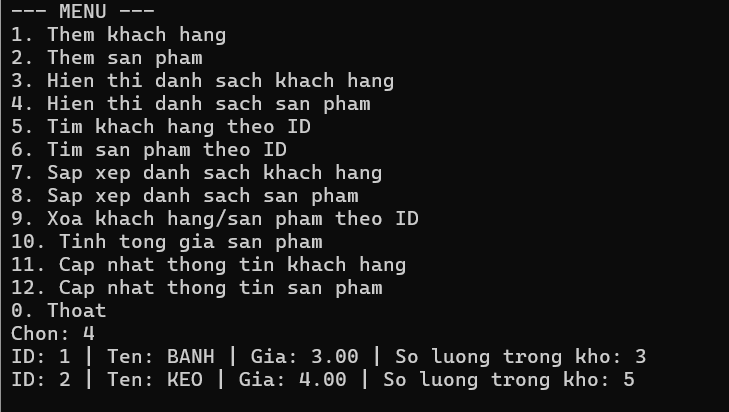 --- MENU ---
1. Them khach hang
2. Them san pham
3. Hien thi danh sach khach hang
4. Hien thi danh sach san pham
5. Tim khach hang theo ID
6. Tim san pham theo ID
7. Sap xep danh sach khach hang
8. Sap xep danh sach san pham
9. Xoa khach hang/san pham theo ID
10. Tinh tong gia san pham
11. Cap nhat thong tin khach hang
12. Cap nhat thong tin san pham
0. Thoat
Chon: 4
ID: 1 | Ten: BANH | Gia: 3.00 | So luong trong kho: 3
ID: 2 | Ten: KEO | Gia: 4.00 | So luong trong kho: 5